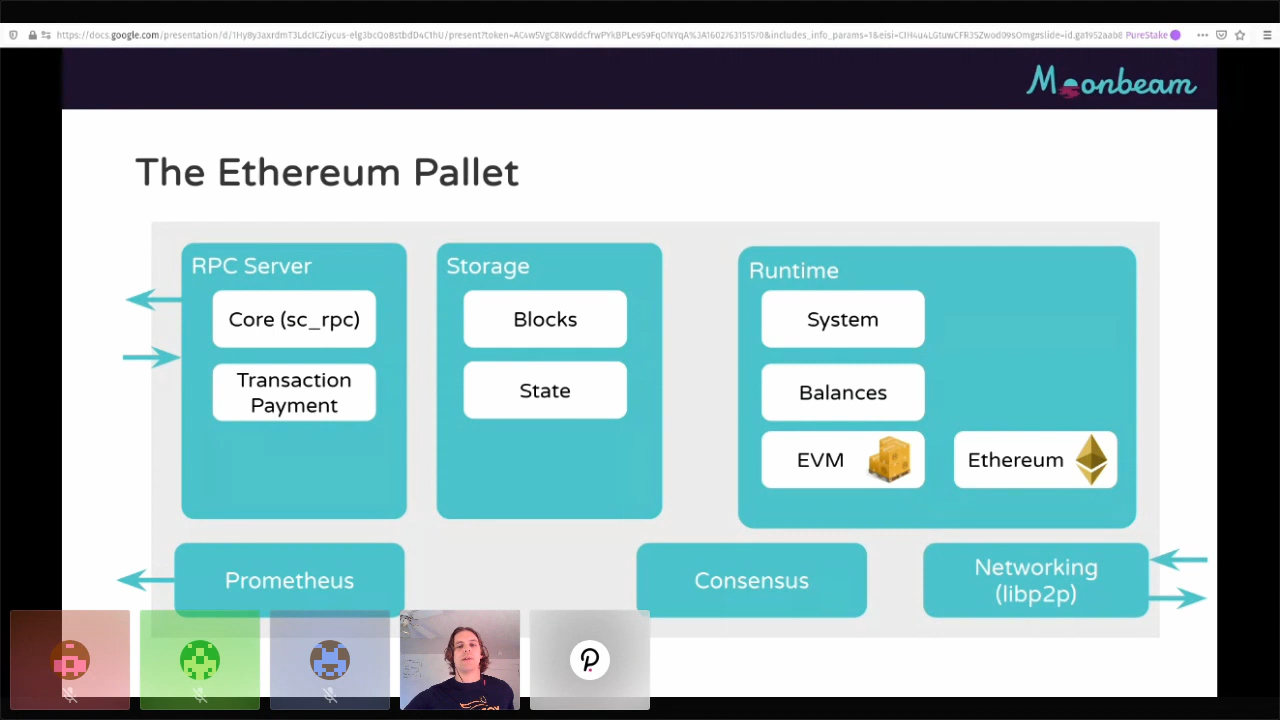 PureStake
Moonbeam
The Ethereum Pallet
RPC Server
Core (sc_rpc)
Transaction
Payment
Storage
Blocks
State
Runtime
System
Balances
EVM
Ethereum
Prometheus
Consensus
Networking
(libp2p)